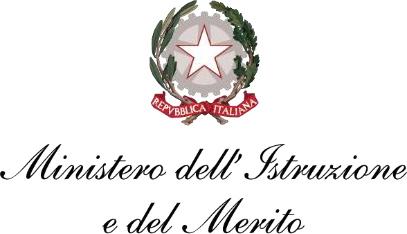 REPVBBLICA ITALIANA
Ministero dell'Istruzione
e del Merito